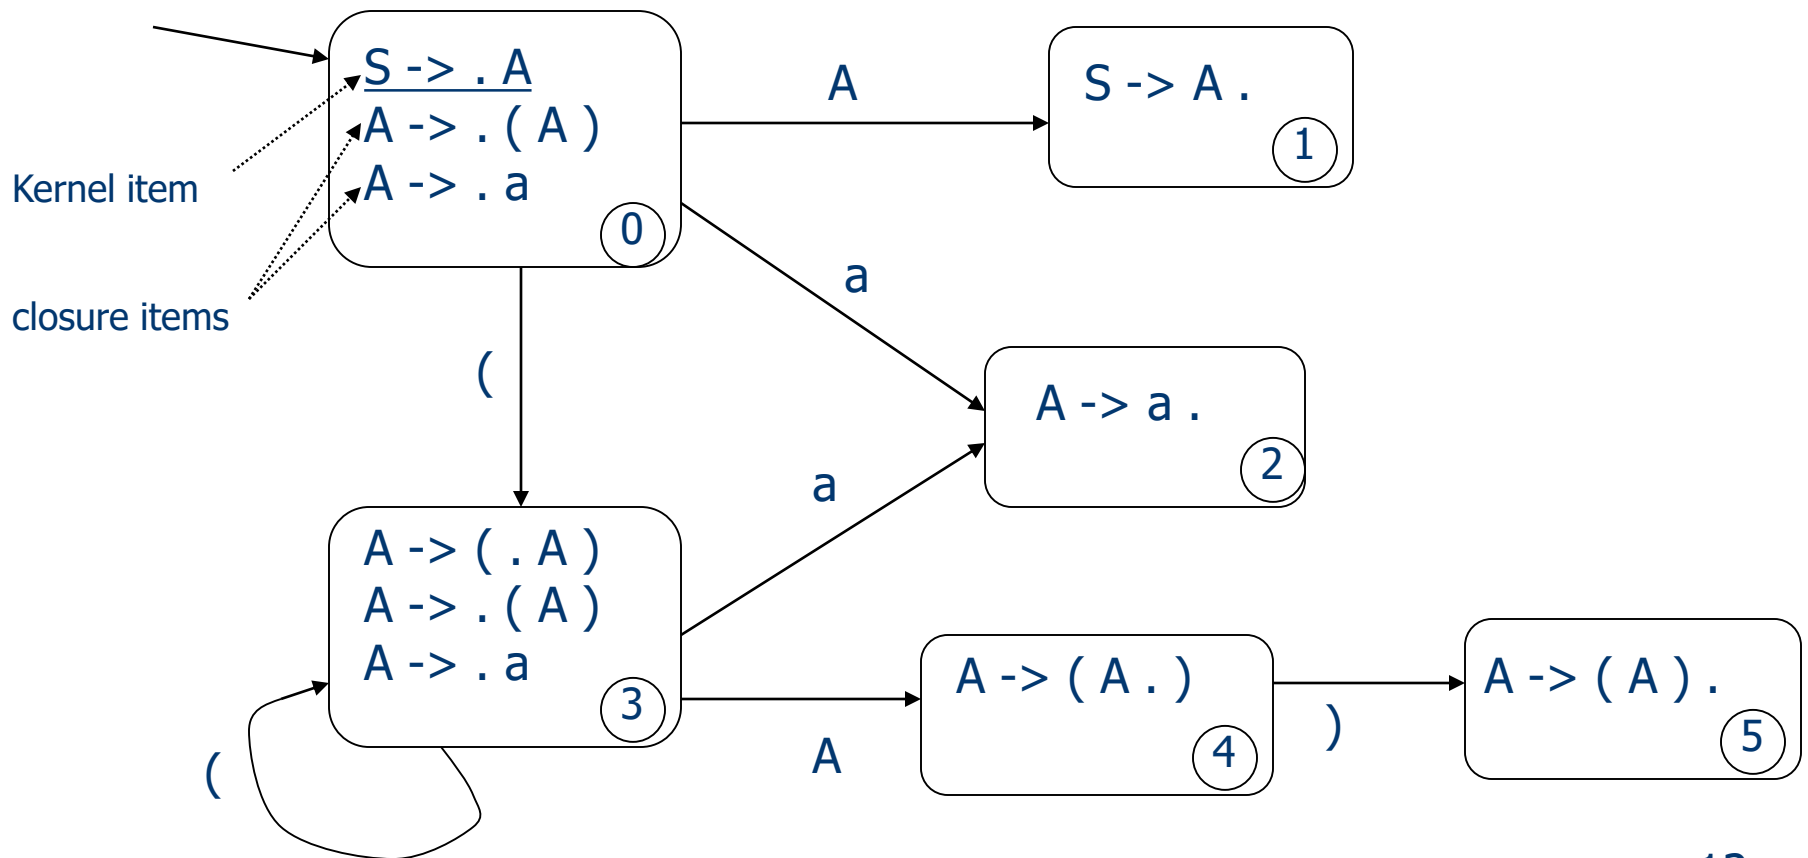 S -> . A
A -> . ( A )
A -> . a
0
Kernel item
closure items
A
S -> A .
1
a
(
A -> a .
2
a
A -> ( . A )
A -> . ( A )
A -> . a
3
(
A
A -> ( A . )
4
)
A -> ( A ) .
5